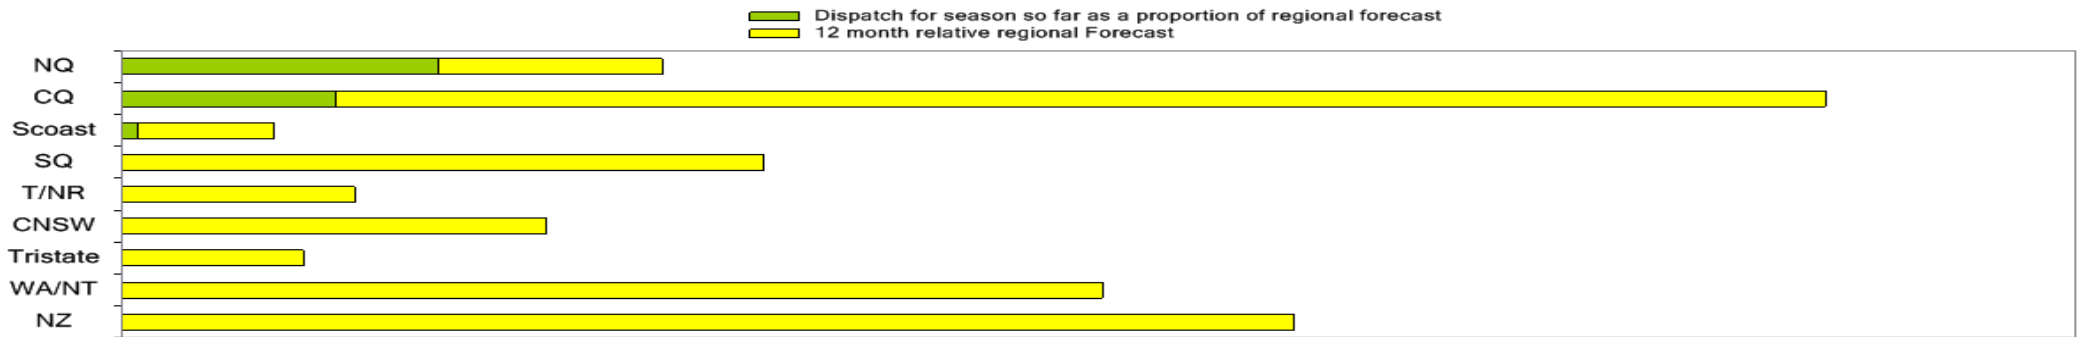 Dispatch for season so far as a proportion of regional forecast
12 month relative regional Forecast
NQ
CQ
Scoast
SQ
T/NR
CNSW
Tristate
WA/NT
NZ